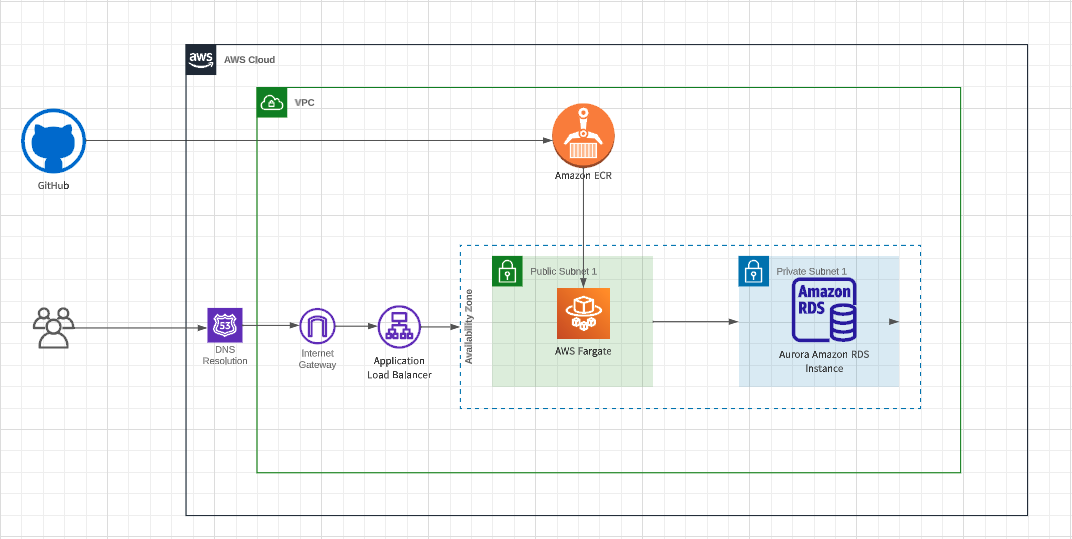 aws
AWS Cloud
VPC
GitHub
Amazon ECR
Availability Zone
Public Subnet 1
AWS Fargate
Private Subnet 1
Amazon
RDS
Aurora Amazon RDS
Instance
53
DNS
Resolution
Internet
Gateway
Application
Load Balancer